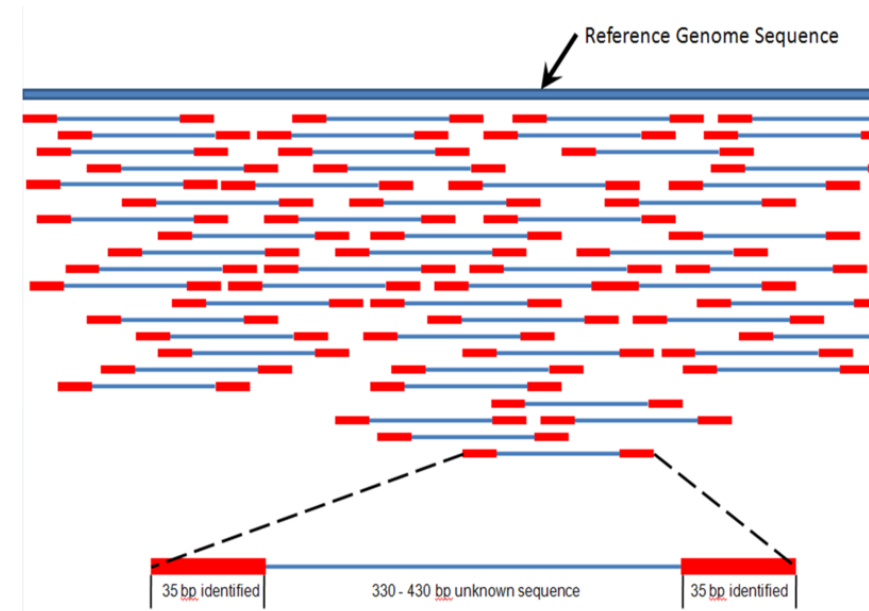 Reference Genome Sequence
35 bp identified
330 - 430 bp unknown sequence
35 bp identified